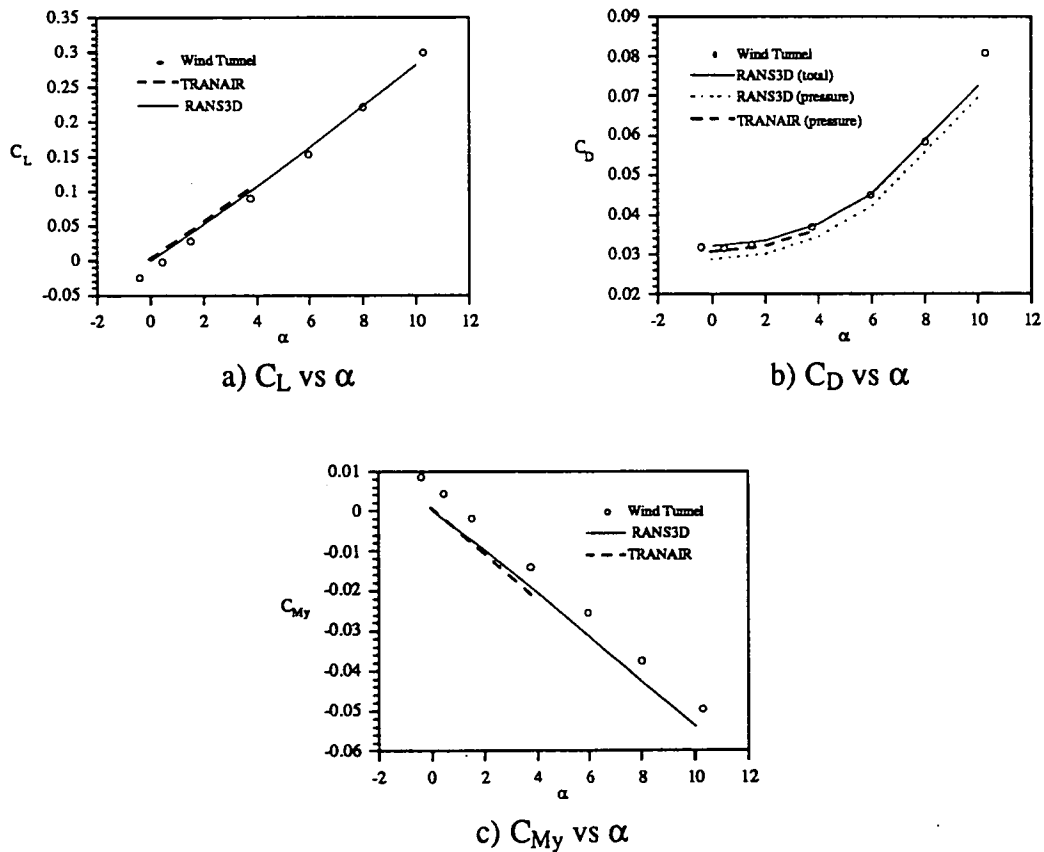 0.35
0.3
0.25
0.2
C_L 0.15
0.1
0.05
0
-0.05
-2 0 2 4 6 8 10 12
α
Wind Tunnel
TRANAIR
RANS3D
a) C_L vs α
0.09
0.08
0.07
0.06
C_D
0.05
0.04
0.03
0.02
-2 0 2 4 6 8 10 12
α
Wind Tunnel
RANS3D (total)
RANS3D (pressure)
TRANAIR (pressure)
b) C_D vs α
0.01
0
-0.01
-0.02
C_My
-0.03
-0.04
-0.05
-0.06
-2 0 2 4 6 8 10 12
α
Wind Tunnel
RANS3D
TRANAIR
c) C_My vs α